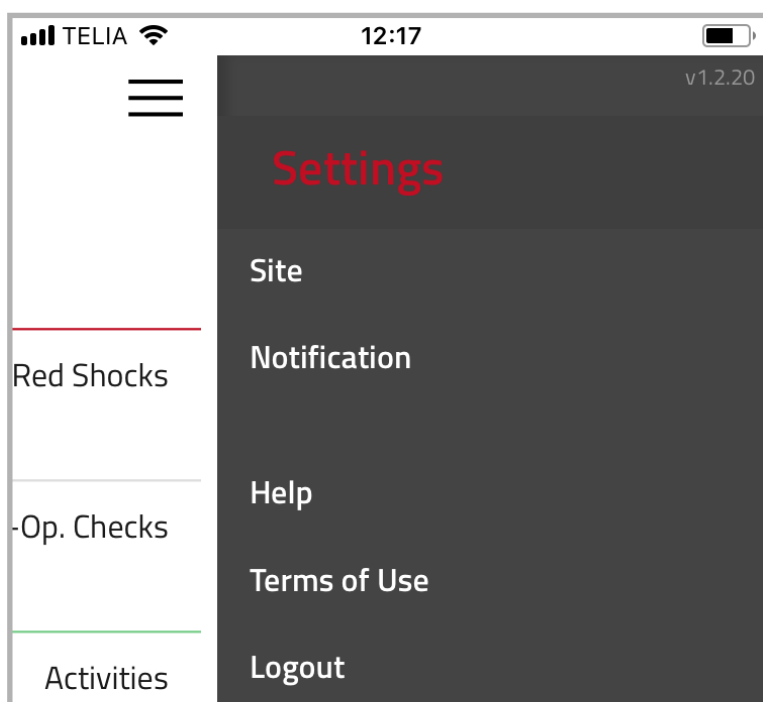 TELIA 12:17
v1.2.20
Settings
Site
Notification
Red Shocks
Help
-Op. Checks
Terms of Use
Logout
Activities